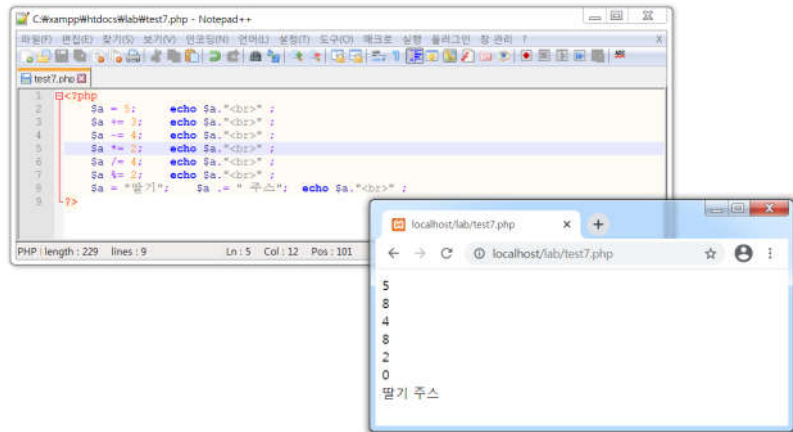 C:₩xampp₩htdocs₩lab₩test7.php - Notepad++
파일(F) 편집(E) 찾기(S) 보기(V) 인코딩(N) 언어(L) 설정(T) 도구(O) 매크로 실행 플러그인 창 관리 ? X
test7.php
1 <?php
2 $a = 5; echo $a."<br>" ;
3 $a += 3; echo $a."<br>" ;
4 $a -= 4; echo $a."<br>" ;
5 $a *= 2; echo $a."<br>" ;
6 $a /= 4; echo $a."<br>" ;
7 $a %= 2; echo $a."<br>" ;
8 $a = "딸기"; $a .= " 주스"; echo $a."<br>" ;
9 ?>
PHP length : 229 lines : 9 Ln : 5 Col : 12 Pos : 101
localhost/lab/test7.php
localhost/lab/test7.php
5
8
4
8
2
0
딸기 주스